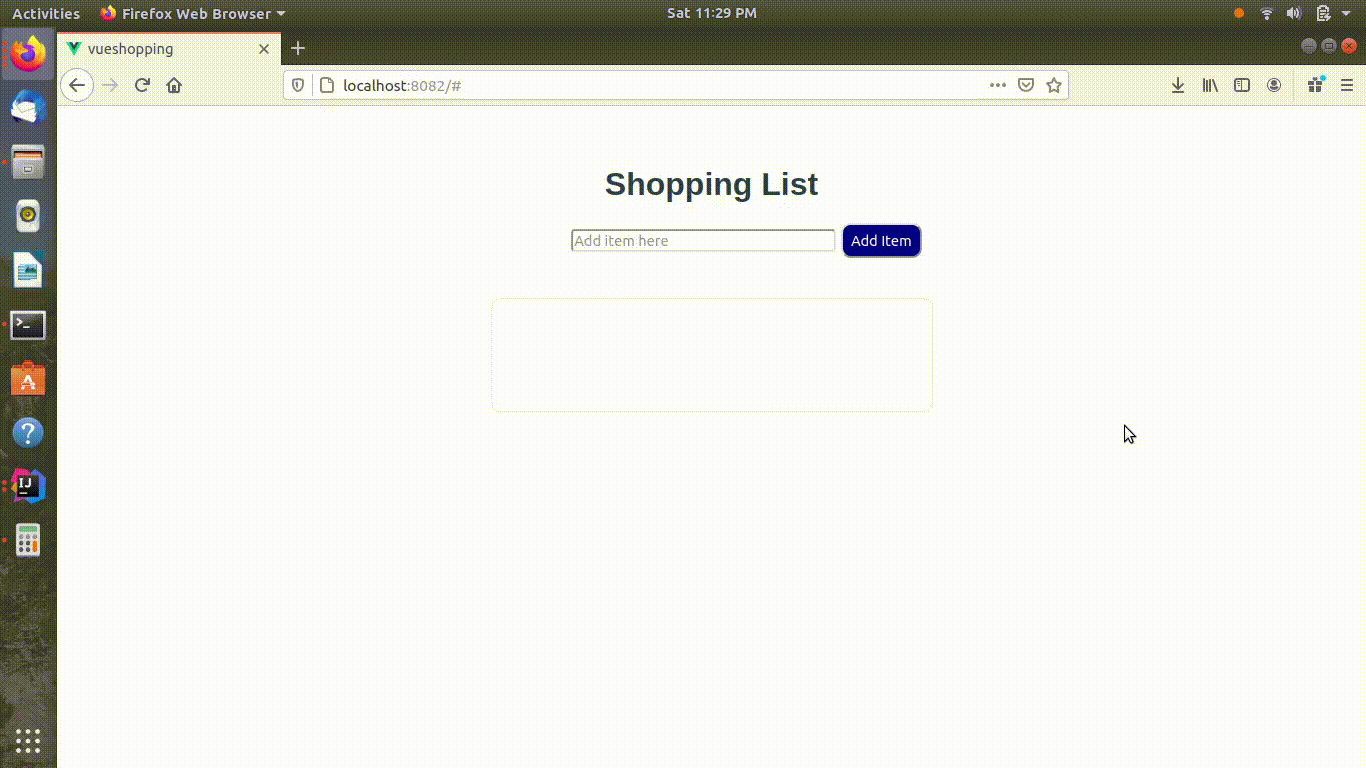 Activities Firefox Web Browser Sat 11:29 PM
vueshopping
localhost:8082/#
Shopping List
Add item here Add Item